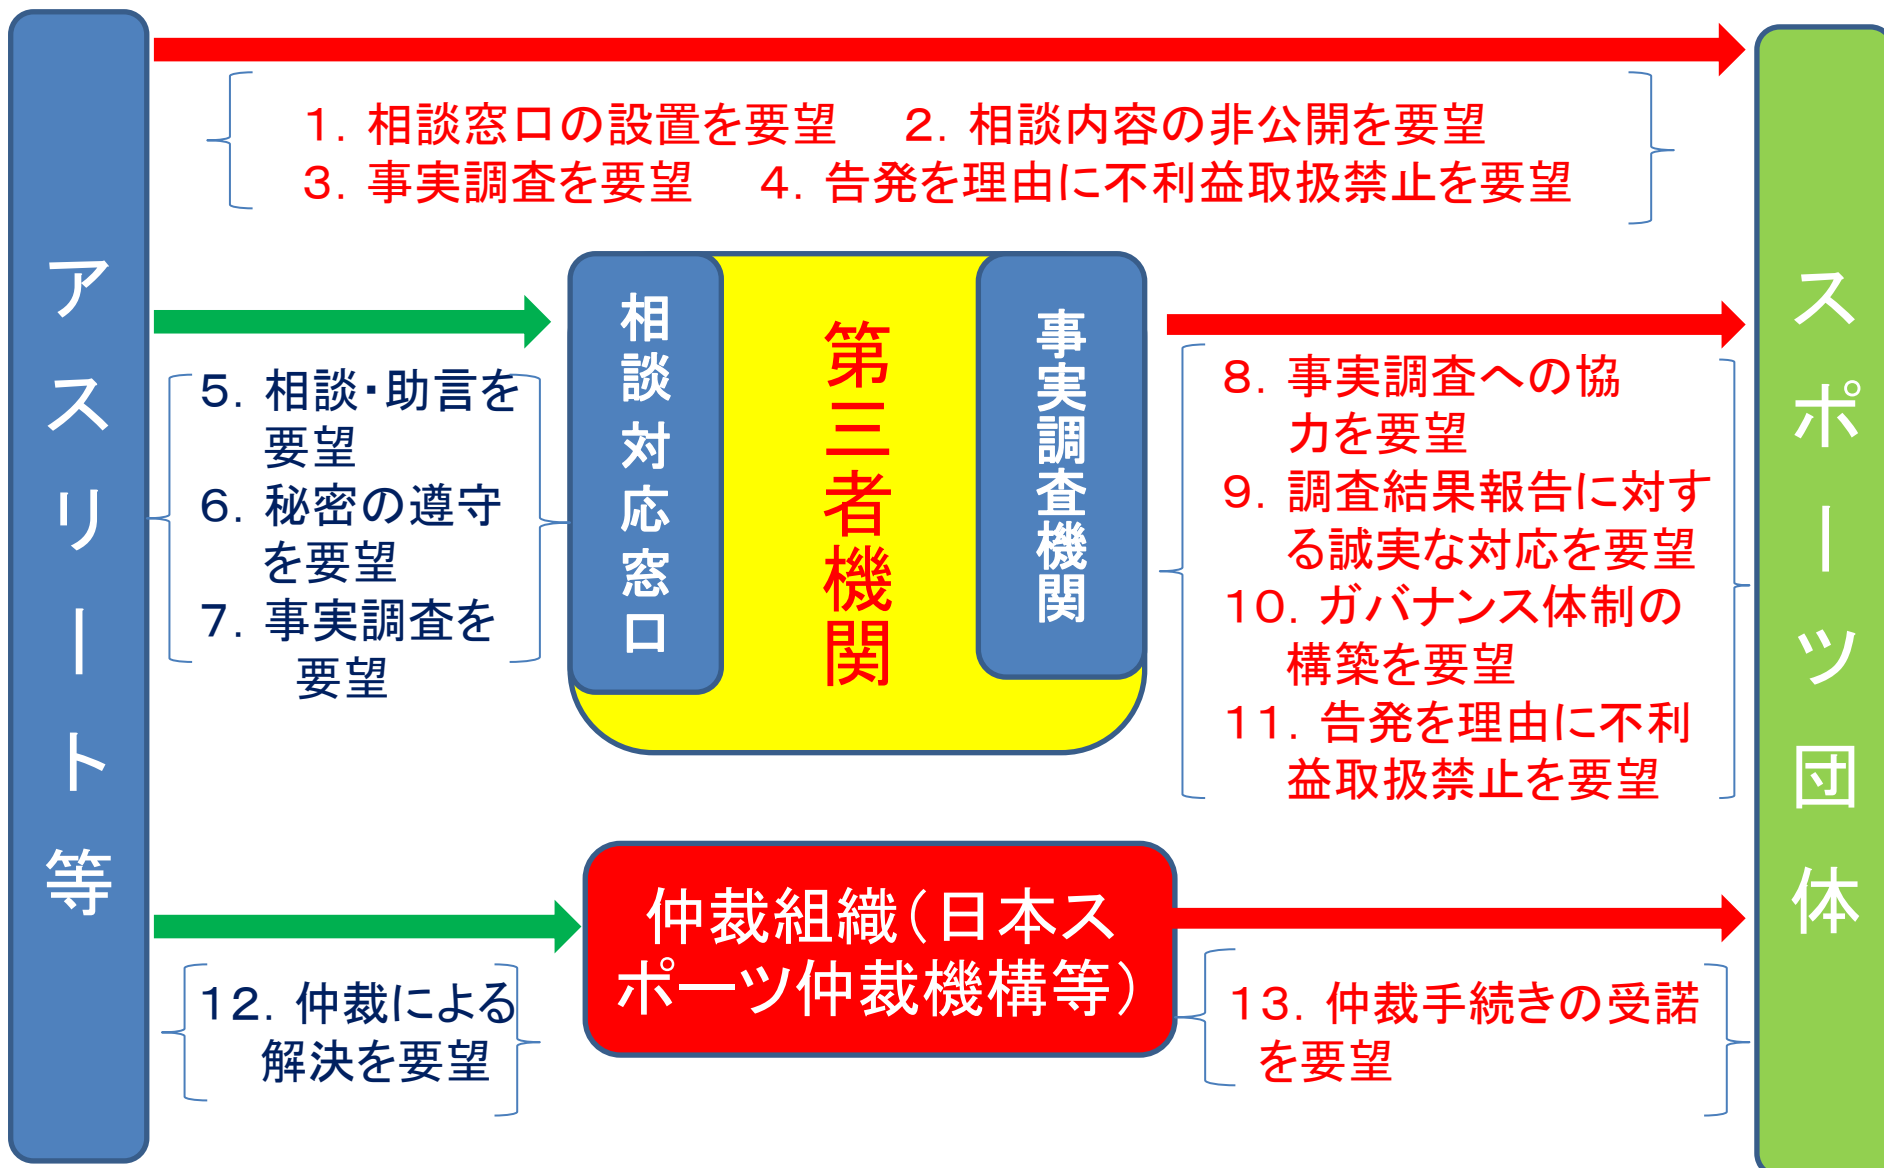 アスリート等
1．相談窓口の設置を要望　2．相談内容の非公開を要望
3．事実調査を要望　4．告発を理由に不利益取扱禁止を要望
5．相談・助言を
要望
6．秘密の遵守
を要望
7．事実調査を
要望
相談対応窓口
第三者機関
事実調査機関
8．事実調査への協
力を要望
9．調査結果報告に対す
る誠実な対応を要望
10．ガバナンス体制の
構築を要望
11．告発を理由に不利
益取扱禁止を要望
12．仲裁による
解決を要望
仲裁組織（日本ス
ポーツ仲裁機構等）
13．仲裁手続きの受諾
を要望
スポーツ団体